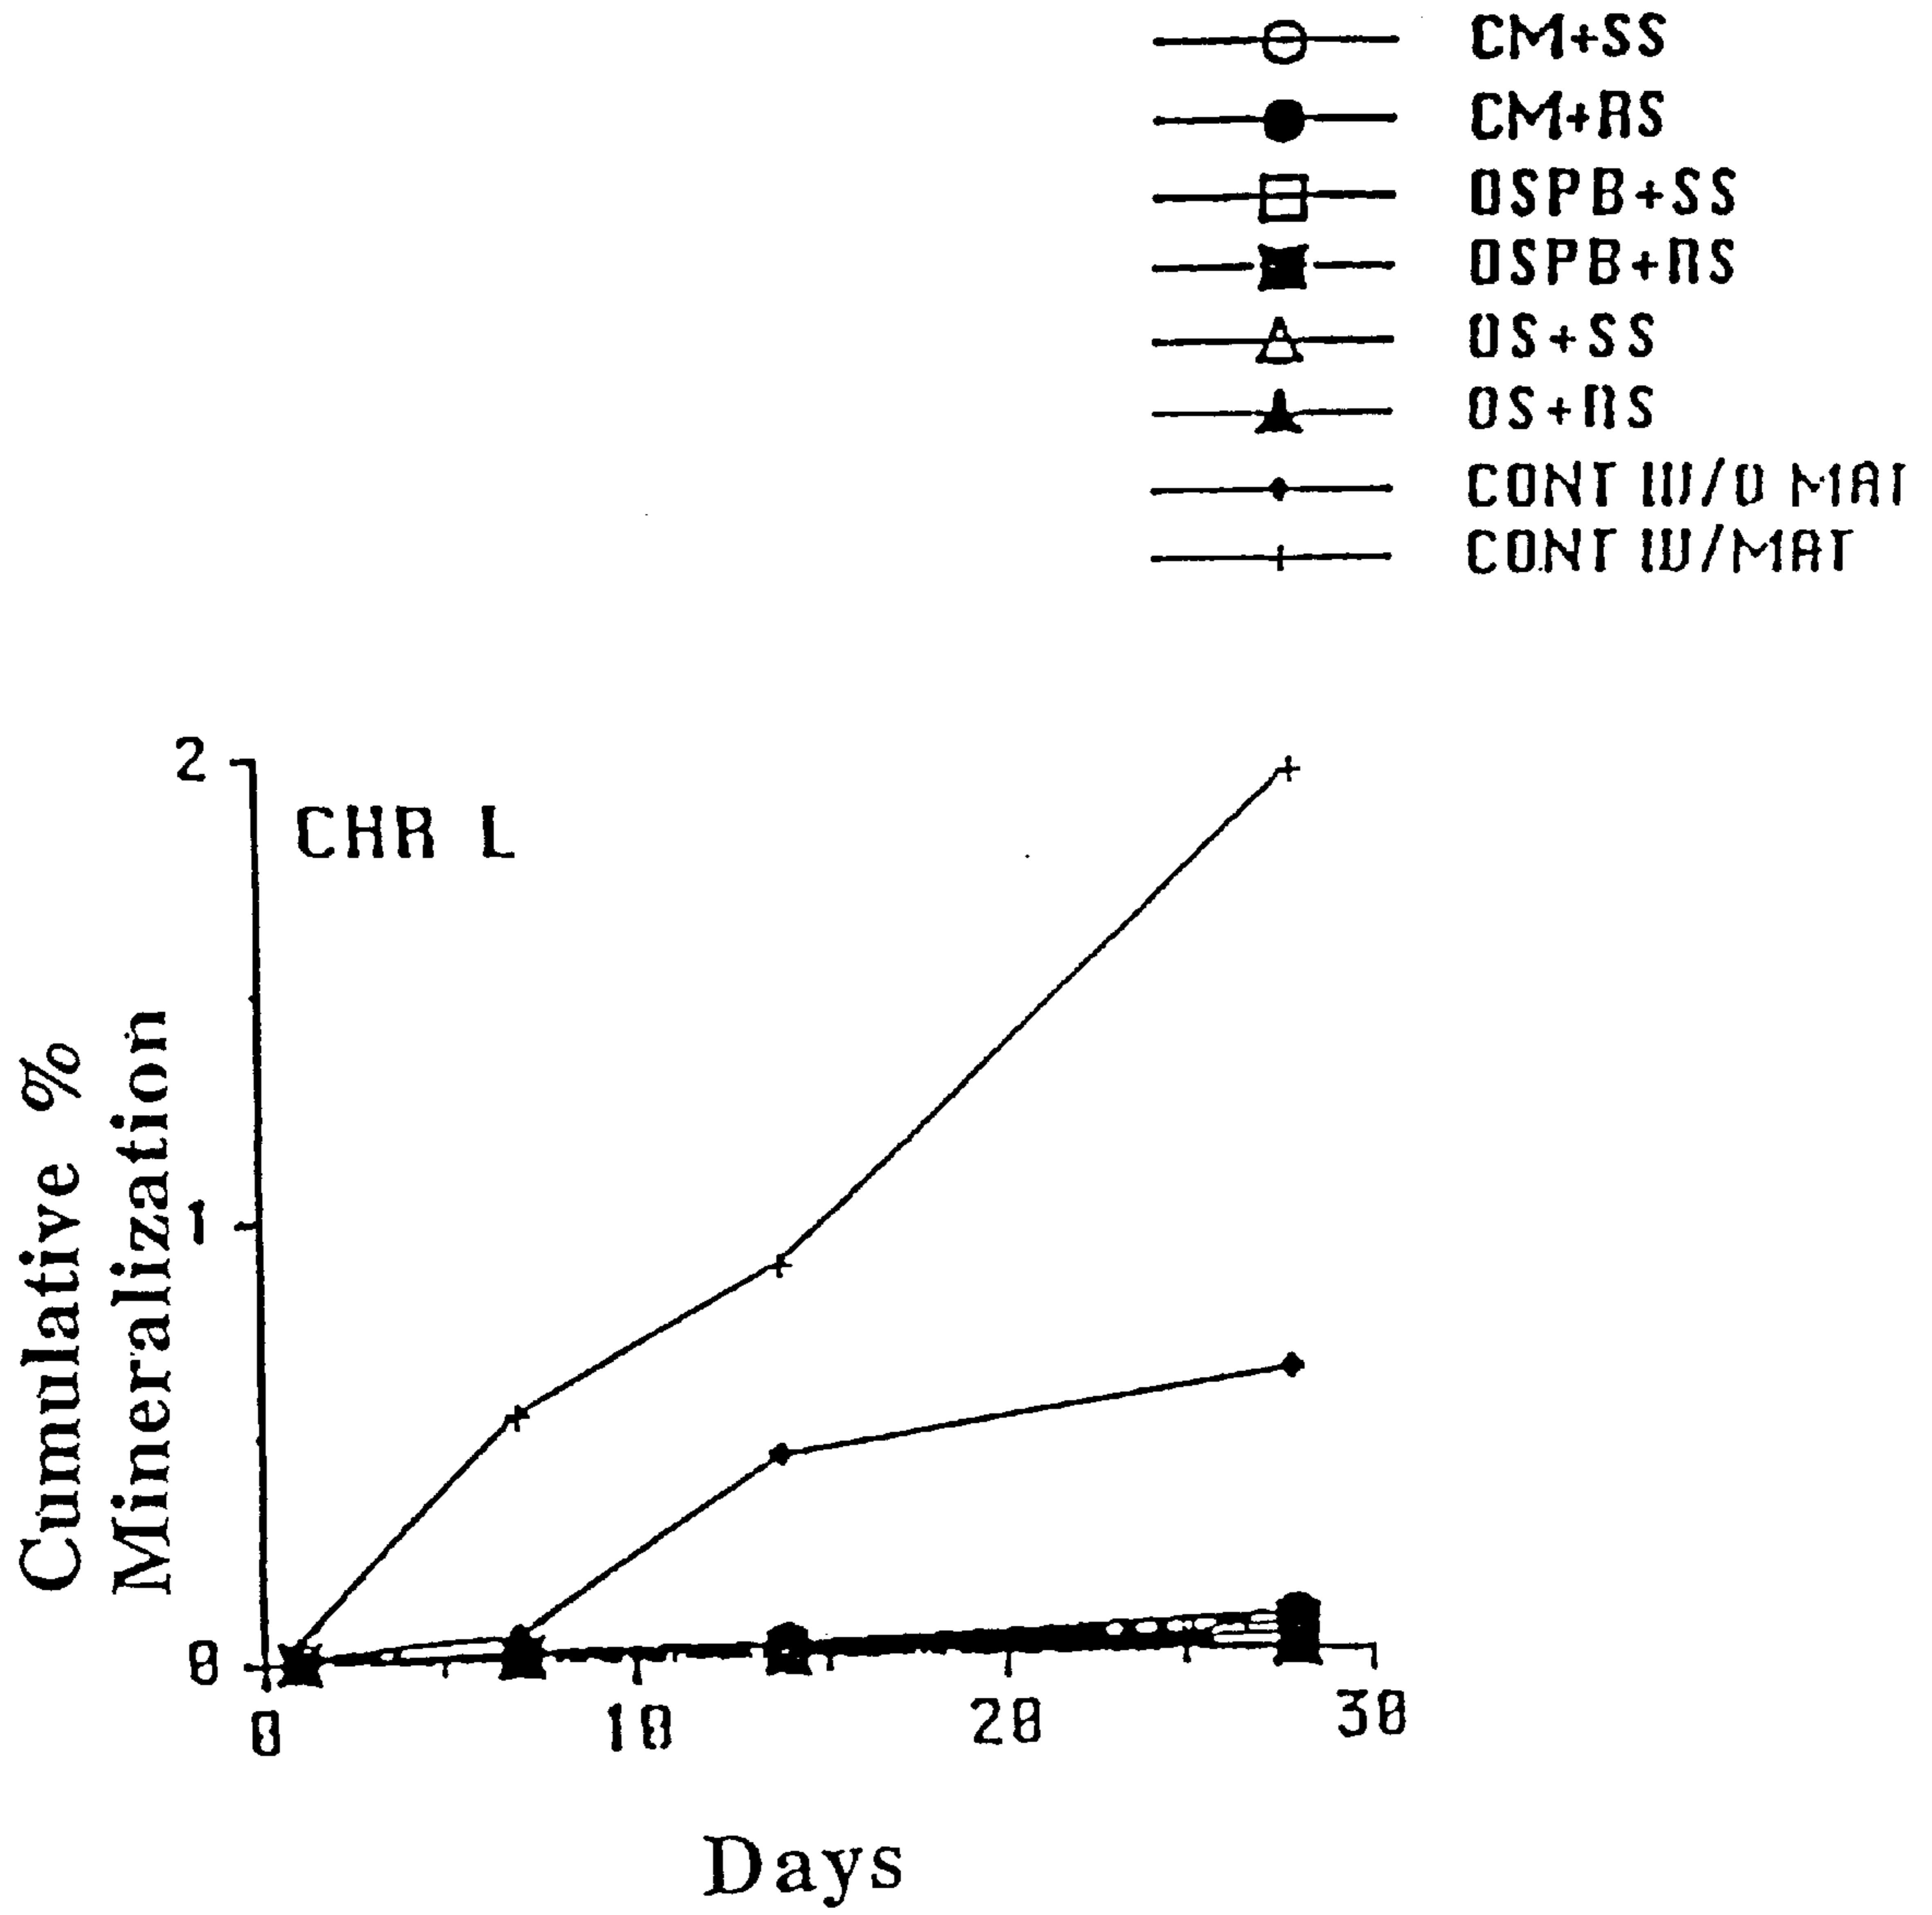 CM+SS
CM+RS
OSPB+SS
OSPB+RS
OS+SS
OS+RS
CONT W/O MAT
CONT W/MAT
2
CHR L
1
0
0
10
20
30
Cumulative %
Mineralization
Days